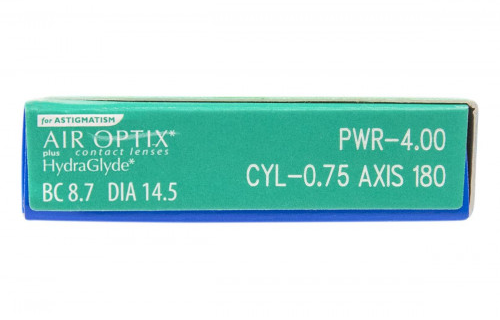 for ASTIGMATISM
AIR OPTIX*
plus contact lenses
HydraGlyde*
BC 8.7 DIA 14.5
PWR-4.00
CYL-0.75 AXIS 180